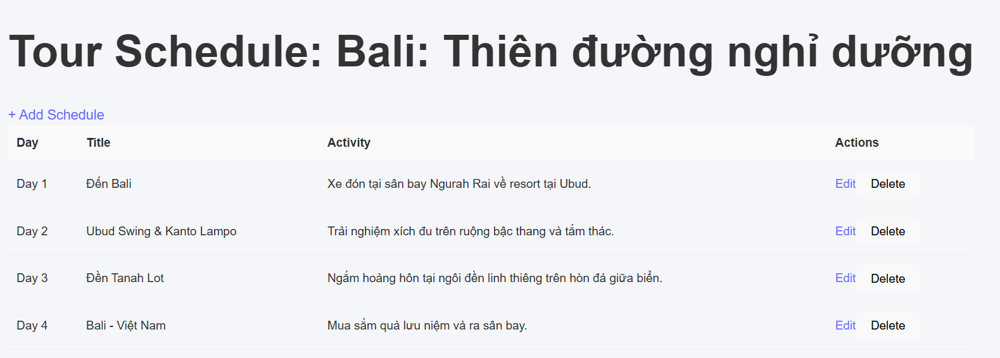 Tour Schedule: Bali: Thiên đường nghỉ dưỡng
+ Add Schedule
Day Title Activity Actions
Day 1 Đến Bali Xe đón tại sân bay Ngurah Rai về resort tại Ubud. Edit Delete
Day 2 Ubud Swing & Kanto Lampo Trải nghiệm xích đu trên ruộng bậc thang và tắm thác. Edit Delete
Day 3 Đền Tanah Lot Ngắm hoàng hôn tại ngôi đền linh thiêng trên hòn đá giữa biển. Edit Delete
Day 4 Bali - Việt Nam Mua sắm quà lưu niệm và ra sân bay. Edit Delete